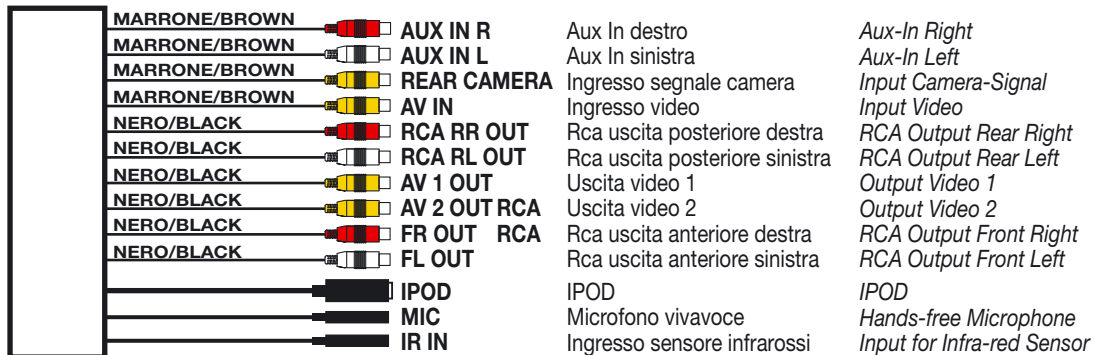 MARRONE/BROWN AUX IN R Aux In destro Aux-In Right
MARRONE/BROWN AUX IN L Aux In sinistra Aux-In Left
MARRONE/BROWN REAR CAMERA Ingresso segnale camera Input Camera-Signal
MARRONE/BROWN AV IN Ingresso video Input Video
NERO/BLACK RCA RR OUT Rca uscita posteriore destra RCA Output Rear Right
NERO/BLACK RCA RL OUT Rca uscita posteriore sinistra RCA Output Rear Left
NERO/BLACK AV 1 OUT Uscita video 1 Output Video 1
NERO/BLACK AV 2 OUT RCA Uscita video 2 Output Video 2
NERO/BLACK FR OUT RCA Rca uscita anteriore destra RCA Output Front Right
NERO/BLACK FL OUT Rca uscita anteriore sinistra RCA Output Front Left
IPOD IPOD IPOD
MIC Microfono vivavoce Hands-free Microphone
IR IN Ingresso sensore infrarossi Input for Infra-red Sensor